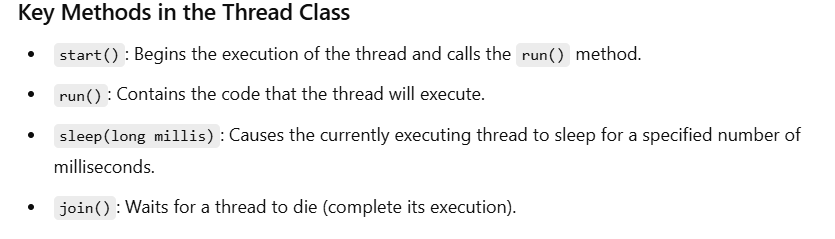 Key Methods in the Thread Class
• start(): Begins the execution of the thread and calls the run() method.
• run(): Contains the code that the thread will execute.
• sleep(long millis): Causes the currently executing thread to sleep for a specified number of
milliseconds.
• join(): Waits for a thread to die (complete its execution).